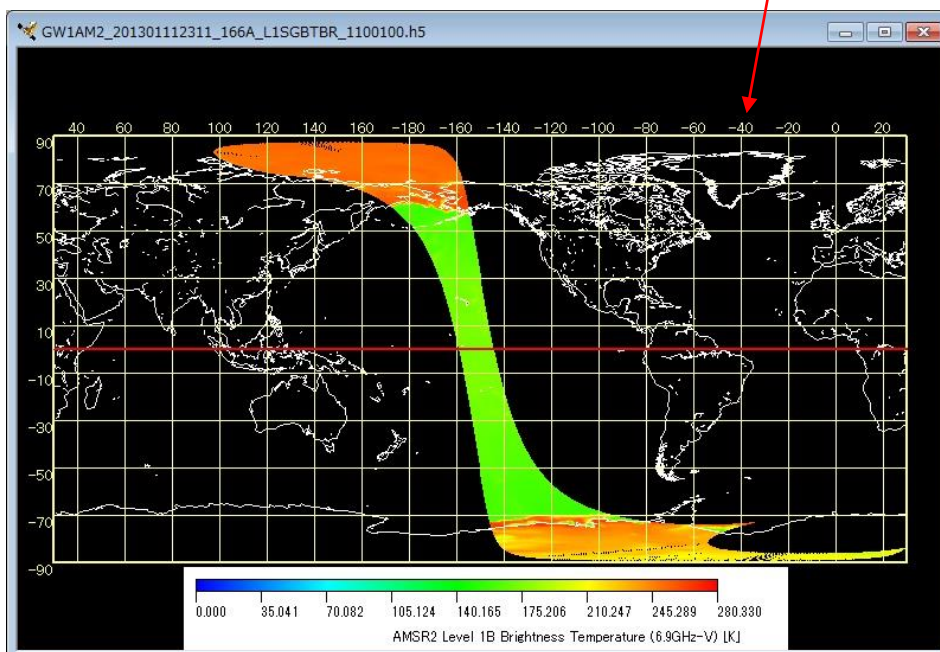 GW1AM2_201301112311_166A_L1SGBTBR_1100100.h5
40 60 80 100 120 140 160 -180 -160 -140 -120 -100 -80 -60 -40 -20 0 20
90
70
50
30
10
-10
-30
-50
-70
-90
0.000 35.041 70.082 105.124 140.165 175.206 210.247 245.289 280.330
AMSR2 Level 1B Brightness Temperature (6.9GHz-V) [K]